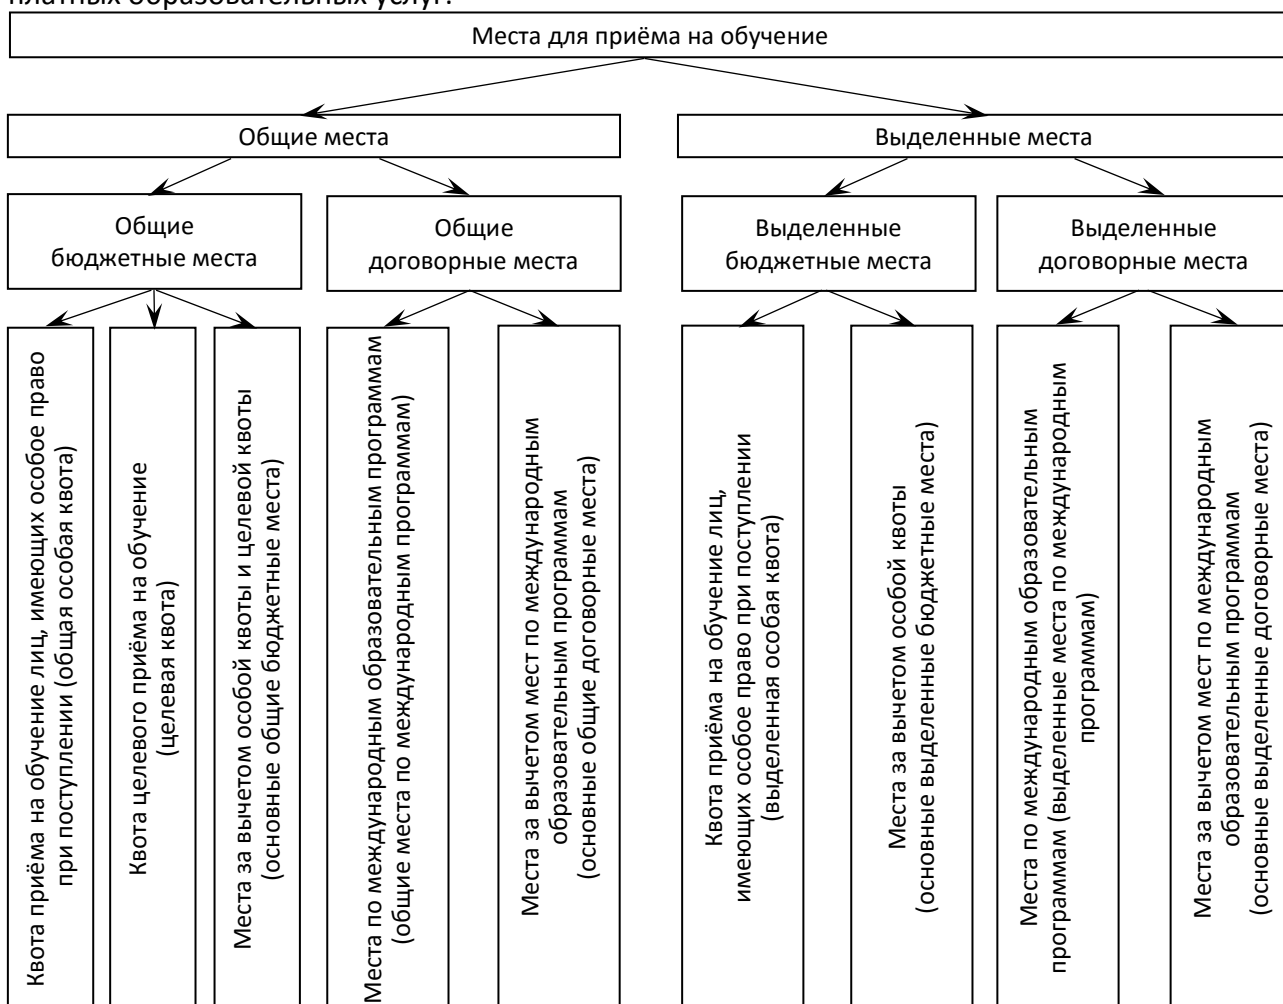 платных образовательных услуг.
Места для приёма на обучение
Общие места
Выделенные места
Общие
бюджетные места
Общие
договорные места
Выделенные
бюджетные места
Выделенные
договорные места
Квота приёма на обучение лиц, имеющих особое право
при поступлении (общая особая квота)
Квота целевого приёма на обучение
(целевая квота)
Места за вычетом особой квоты и целевой квоты
(основные общие бюджетные места)
Места по международным образовательным программам
(общие места по международным программам)
Места за вычетом мест по международным
образовательным программам
(основные общие договорные места)
Квота приёма на обучение лиц,
имеющих особое право при поступлении
(выделенная особая квота)
Места за вычетом особой квоты
(основные выделенные бюджетные места)
Места по международным образовательным
программам (выделенные места по международным
программам)
Места за вычетом мест по международным
образовательным программам
(основные выделенные договорные места)